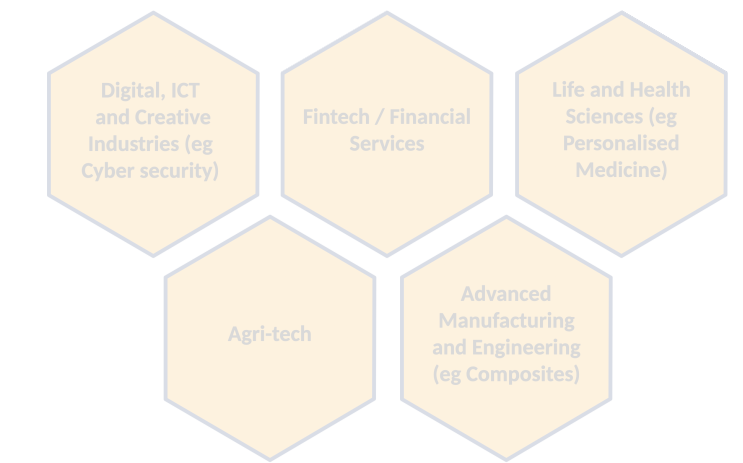 Digital, ICT
and Creative
Industries (eg
Cyber security)
Fintech / Financial
Services
Life and Health
Sciences (eg
Personalised
Medicine)
Agri-tech
Advanced
Manufacturing
and Engineering
(eg Composites)